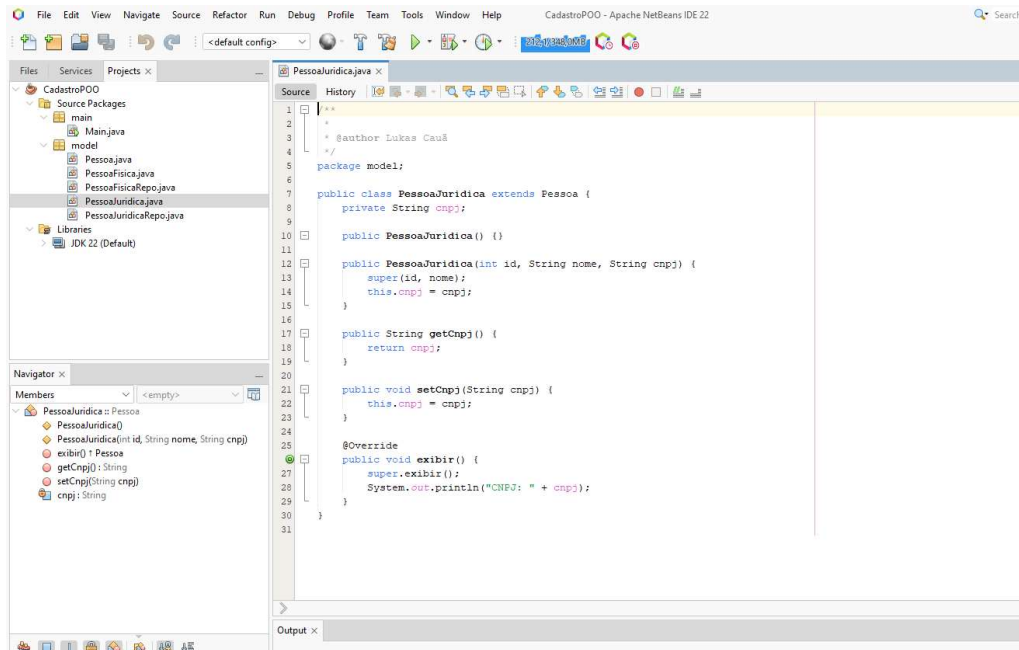 File Edit View Navigate Source Refactor Run Debug Profile Team Tools Window Help CadastroPOO - Apache NetBeans IDE 22 Search
<default config>
Files Services Projects
CadastroPOO
Source Packages
main
Main.java
model
Pessoa.java
PessoaFisica.java
PessoaFisicaRepo.java
PessoaJuridica.java
PessoaJuridicaRepo.java
Libraries
JDK 22 (Default)
Navigator
Members <empty>
PessoaJuridica :: Pessoa
PessoaJuridica()
PessoaJuridica(int id, String nome, String cnpj)
exibir() ↑ Pessoa
getCnpj() : String
setCnpj(String cnpj)
cnpj : String
PessoaJuridica.java
Source History
1 /**
2 *
3 * @author Lukas Cauã
4 */
5 package model;
6
7 public class PessoaJuridica extends Pessoa {
8 private String cnpj;
9
10 public PessoaJuridica() {}
11
12 public PessoaJuridica(int id, String nome, String cnpj) {
13 super(id, nome);
14 this.cnpj = cnpj;
15 }
16
17 public String getCnpj() {
18 return cnpj;
19 }
20
21 public void setCnpj(String cnpj) {
22 this.cnpj = cnpj;
23 }
24
25 @Override
public void exibir() {
27 super.exibir();
28 System.out.println("CNPJ: " + cnpj);
29 }
30 }
31
Output